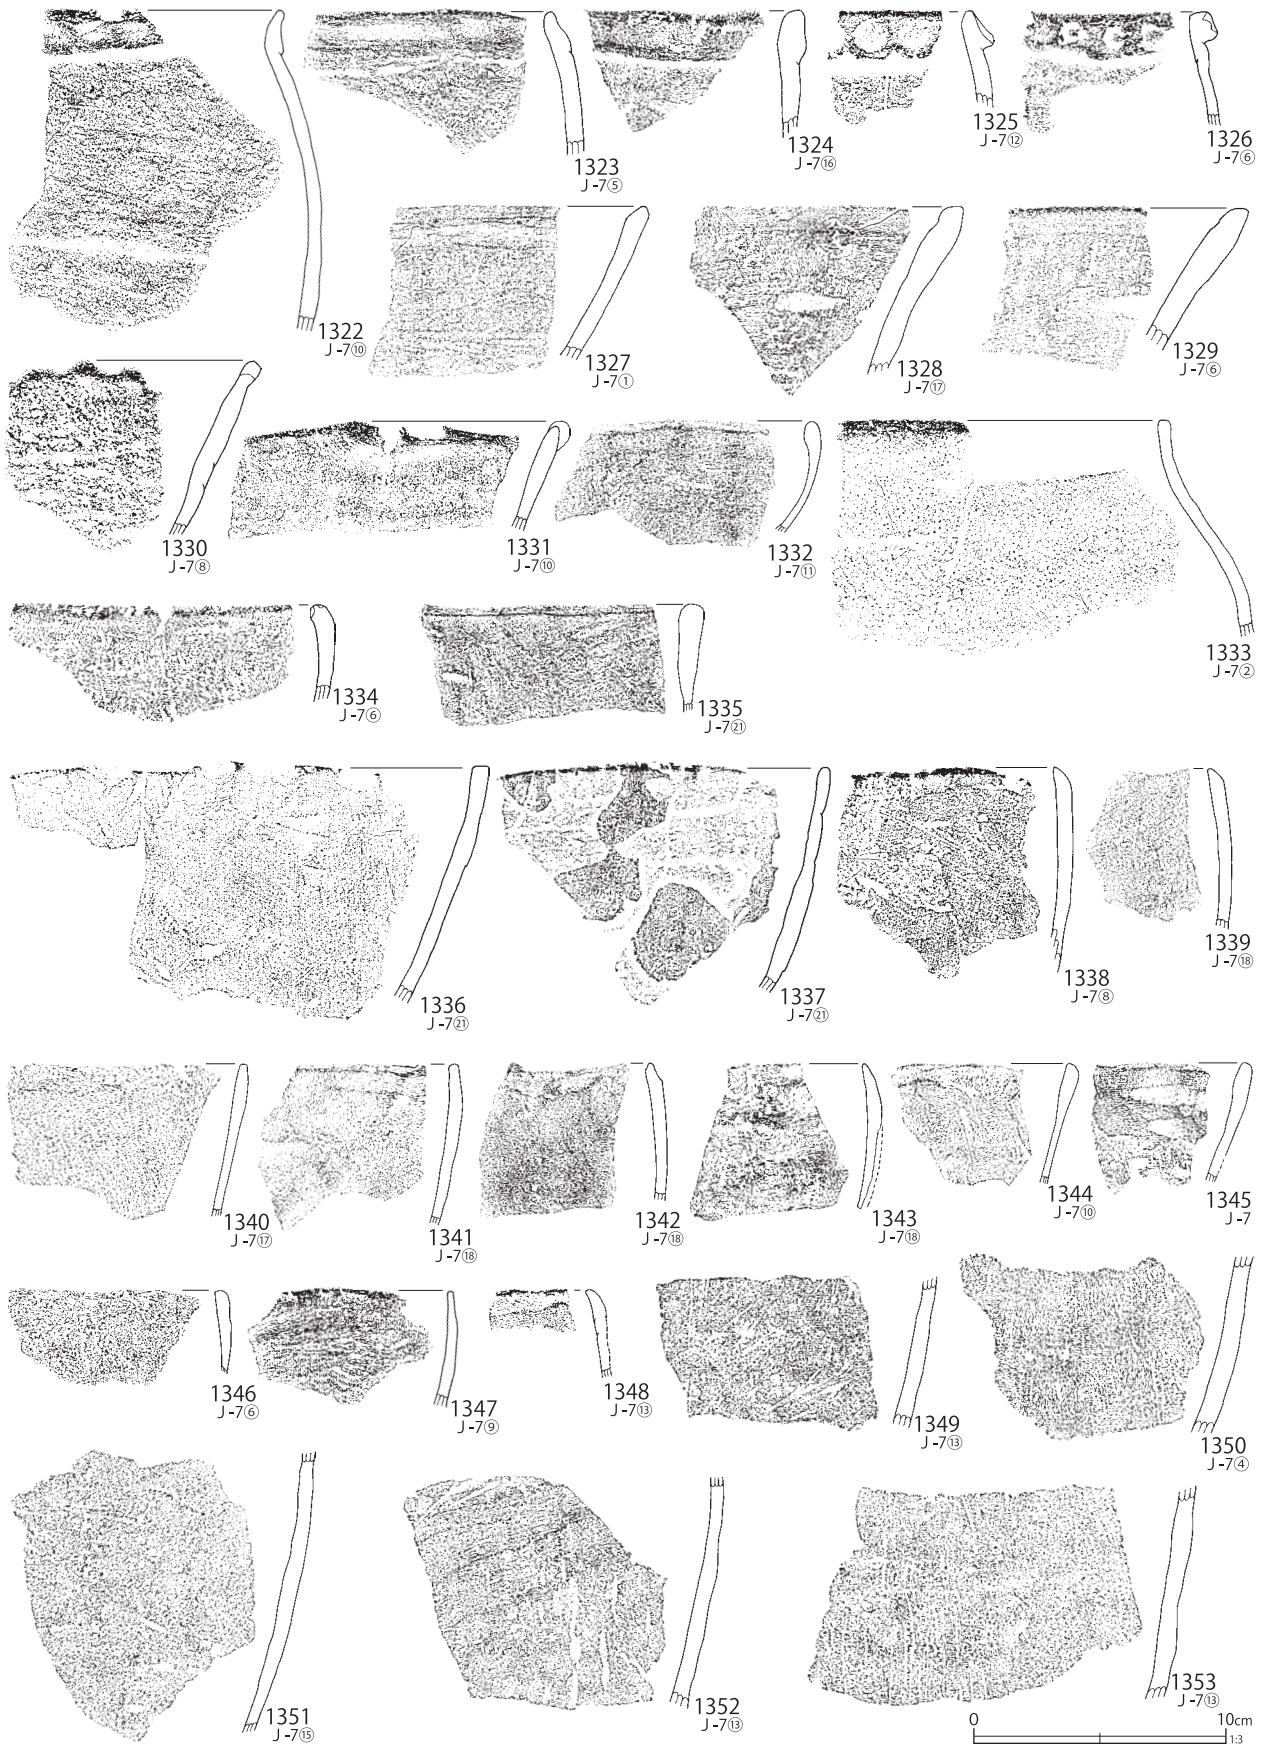 1322
J-7⑩
1323
J-7⑤
1324
J-7⑯
1325
J-7⑫
1326
J-7⑥
1327
J-7①
1328
J-7⑰
1329
J-7⑥
1330
J-7⑧
1331
J-7⑩
1332
J-7⑪
1333
J-7②
1334
J-7⑥
1335
J-7㉑
1336
J-7㉑
1337
J-7㉑
1338
J-7⑧
1339
J-7⑱
1340
J-7⑰
1341
J-7⑱
1342
J-7⑱
1343
J-7⑱
1344
J-7⑩
1345
J-7
1346
J-7⑥
1347
J-7⑨
1348
J-7⑬
1349
J-7⑬
1350
J-7④
1351
J-7⑮
1352
J-7⑬
1353
J-7⑬
0 10cm
1:3